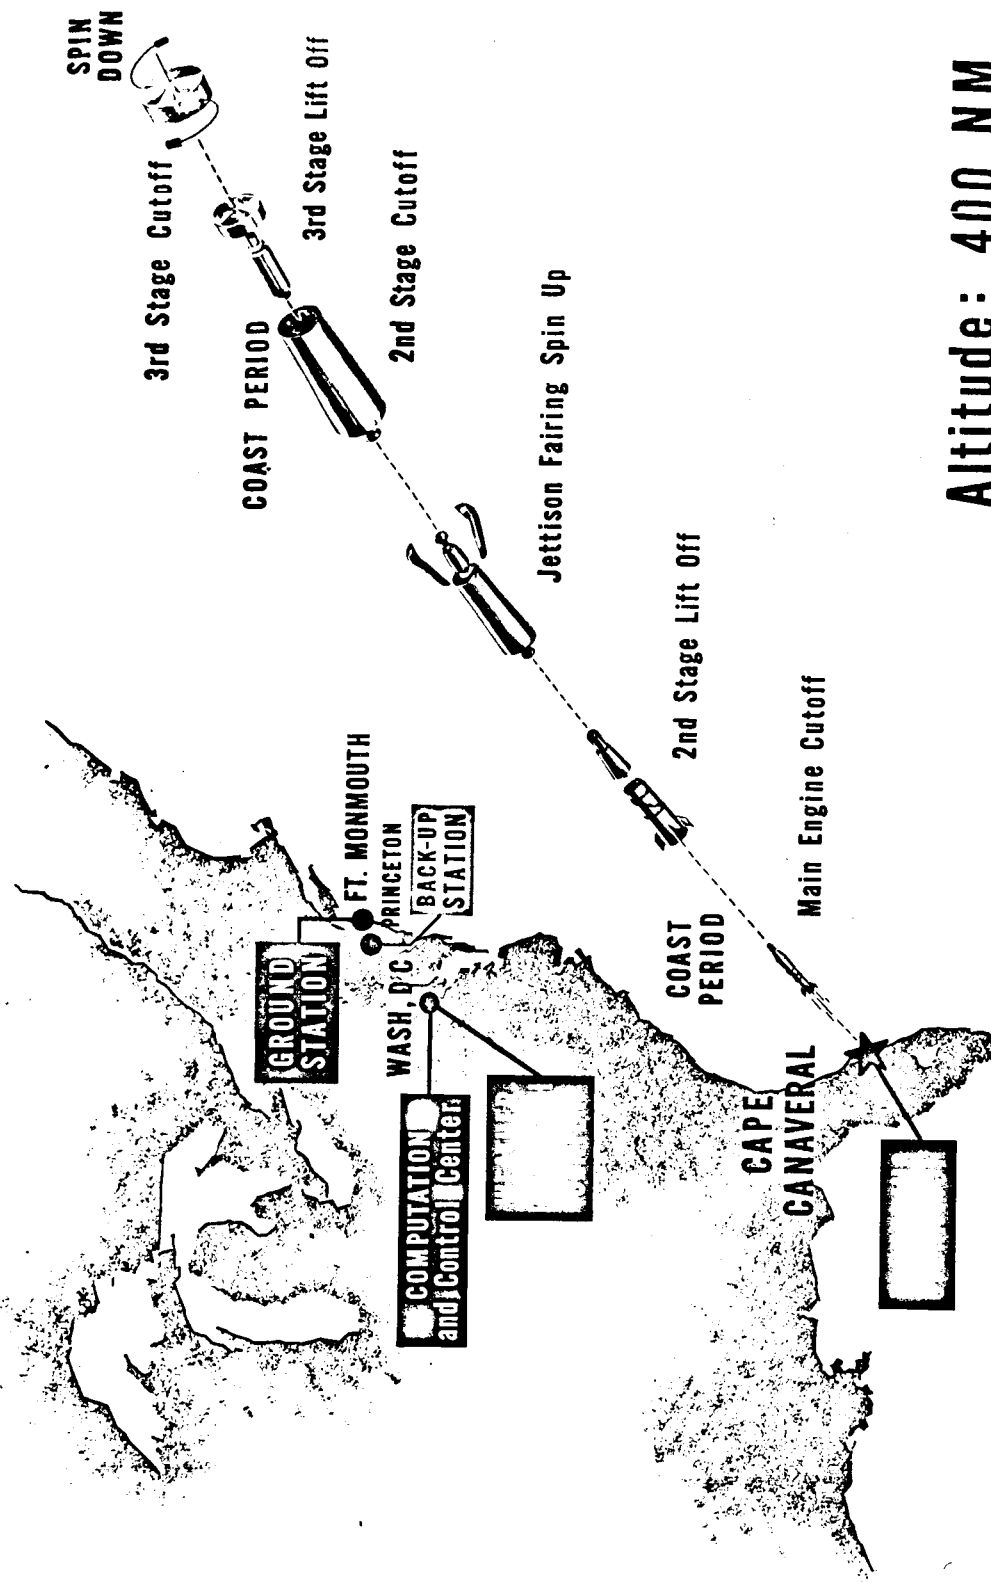 SPIN
DOWN
3rd Stage Cutoff
3rd Stage Lift Off
COAST PERIOD
2nd Stage Cutoff
Jettison Fairing Spin Up
2nd Stage Lift Off
Main Engine Cutoff
COAST
PERIOD
GROUND
STATION
FT. MONMOUTH
PRINCETON
BACK-UP
STATION
WASH, D C
COMPUTATION
and Control Center
CAPE
CANAVERAL
Altitude: 400 NM